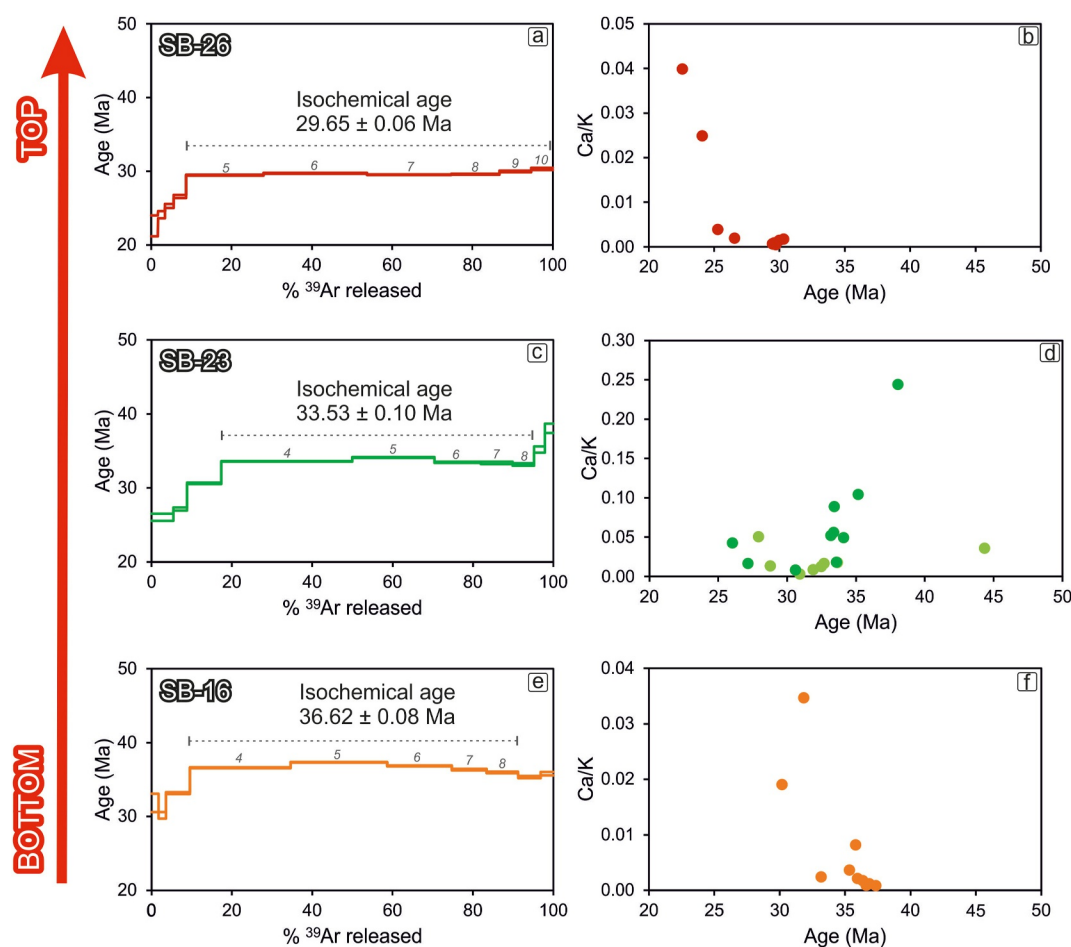 TOP
BOTTOM
SB-26
a
Isochemical age
29.65 ± 0.06 Ma
5 6 7 8 9 10
Age (Ma)
50
40
30
20
0 20 40 60 80 100
% ³⁹Ar released
b
Ca/K
0.05
0.04
0.03
0.02
0.01
0.00
20 25 30 35 40 45 50
Age (Ma)
SB-23
c
Isochemical age
33.53 ± 0.10 Ma
4 5 6 7 8
Age (Ma)
50
40
30
20
0 20 40 60 80 100
% ³⁹Ar released
d
Ca/K
0.30
0.25
0.20
0.15
0.10
0.05
0.00
20 25 30 35 40 45 50
Age (Ma)
SB-16
e
Isochemical age
36.62 ± 0.08 Ma
4 5 6 7 8
Age (Ma)
50
40
30
20
0 20 40 60 80 100
% ³⁹Ar released
f
Ca/K
0.04
0.03
0.02
0.01
0.00
20 25 30 35 40 45 50
Age (Ma)